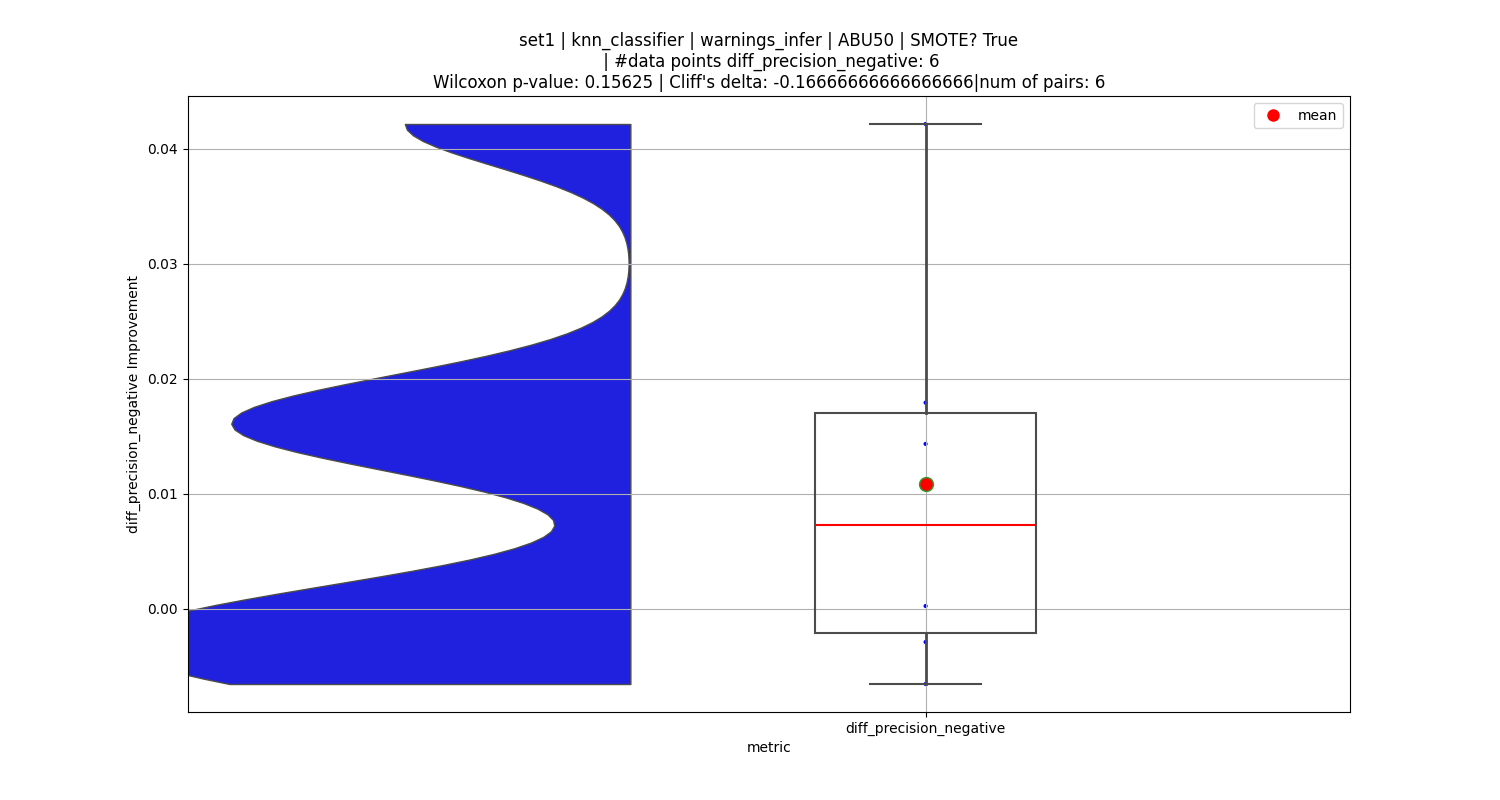 set1 | knn_classifier | warnings_infer | ABU50 | SMOTE? True
| #data points diff_precision_negative: 6
Wilcoxon p-value: 0.15625 | Cliff's delta: -0.16666666666666666|num of pairs: 6
mean
0.04
0.03
0.02
0.01
0.00
diff_precision_negative Improvement
diff_precision_negative
metric